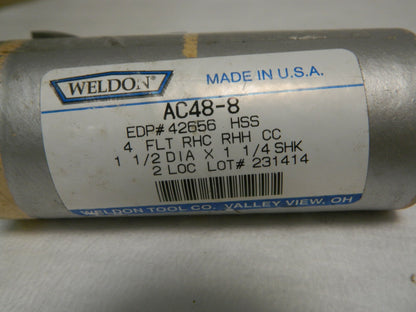 WELDON®
MADE IN U.S.A.
AC48-8
EDP# 42656 HSS
4 FLT RHC RHH CC
1 1/2 DIA X 1 1/4 SHK
2 LOC LOT# 231414
WELDON TOOL CO. VALLEY VIEW, OH